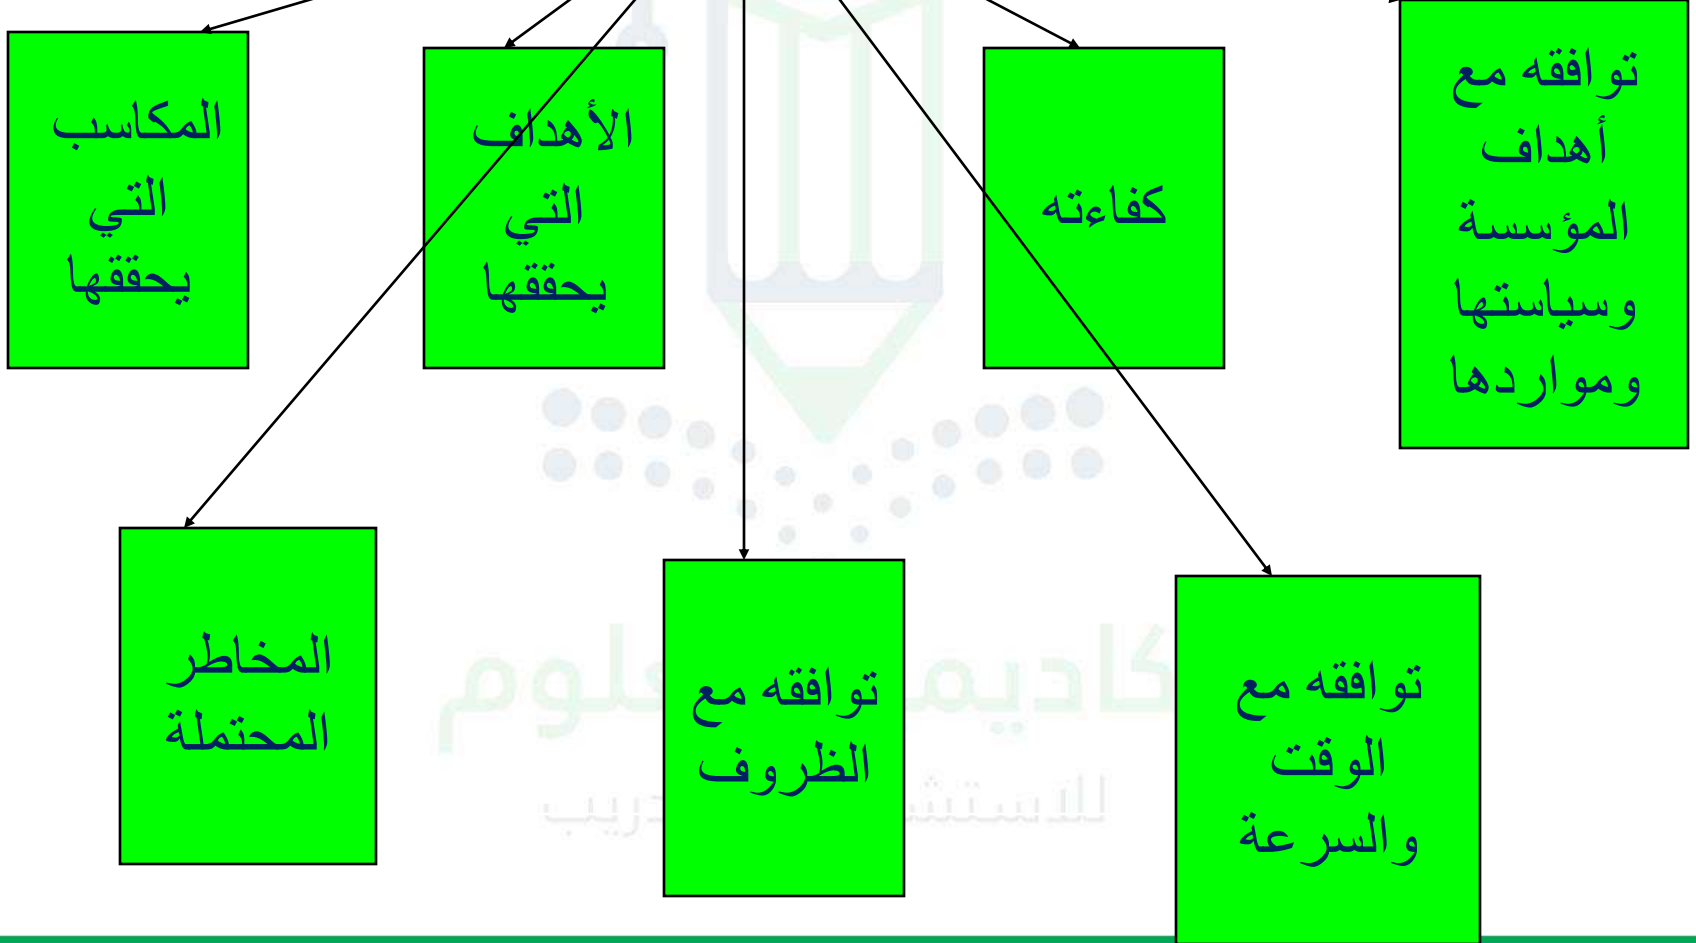 توافقه مع
أهداف
المؤسسة
وسياستها
ومواردها
كفاءته
الأهداف
التي
يحققها
المكاسب
التي
يحققها
توافقه مع
الوقت
والسرعة
توافقه مع
الظروف
المخاطر
المحتملة